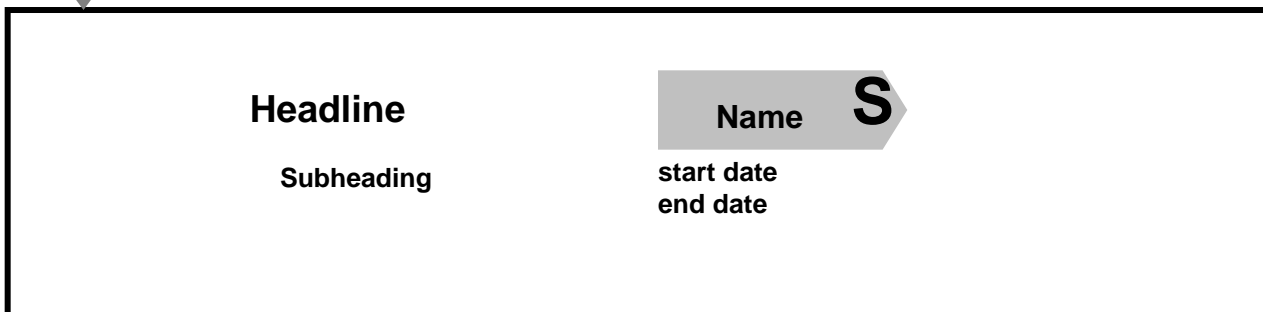 Headline
Subheading
Name S
start date
end date